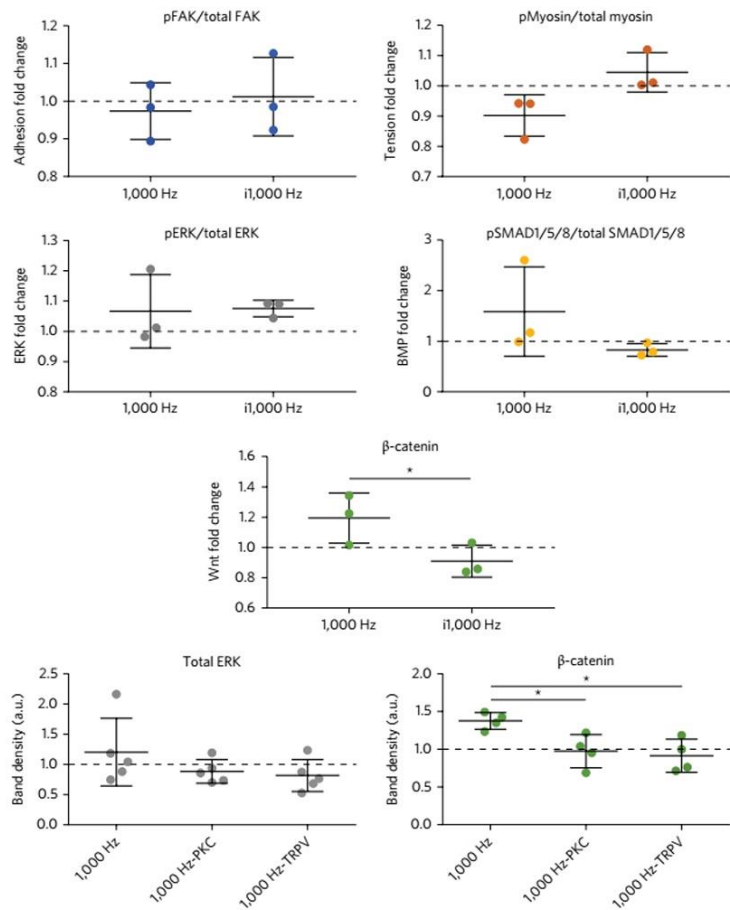 pFAK/total FAK
Adhesion fold change
1.2
1.1
1.0
0.9
0.8
1,000 Hz
i1,000 Hz
pMyosin/total myosin
Tension fold change
1.2
1.1
1.0
0.9
0.8
0.7
1,000 Hz
i1,000 Hz
pERK/total ERK
ERK fold change
1.3
1.2
1.1
1.0
0.9
0.8
1,000 Hz
i1,000 Hz
pSMAD1/5/8/total SMAD1/5/8
BMP fold change
3
2
1
0
1,000 Hz
i1,000 Hz
β-catenin
*
Wnt fold change
1.6
1.4
1.2
1.0
0.8
0.6
1,000 Hz
i1,000 Hz
Total ERK
Band density (a.u.)
2.5
2.0
1.5
1.0
0.5
0.0
1,000 Hz
1,000 Hz-PKC
1,000 Hz-TRPV
β-catenin
*
*
Band density (a.u.)
2.0
1.5
1.0
0.5
0.0
1,000 Hz
1,000 Hz-PKC
1,000 Hz-TRPV